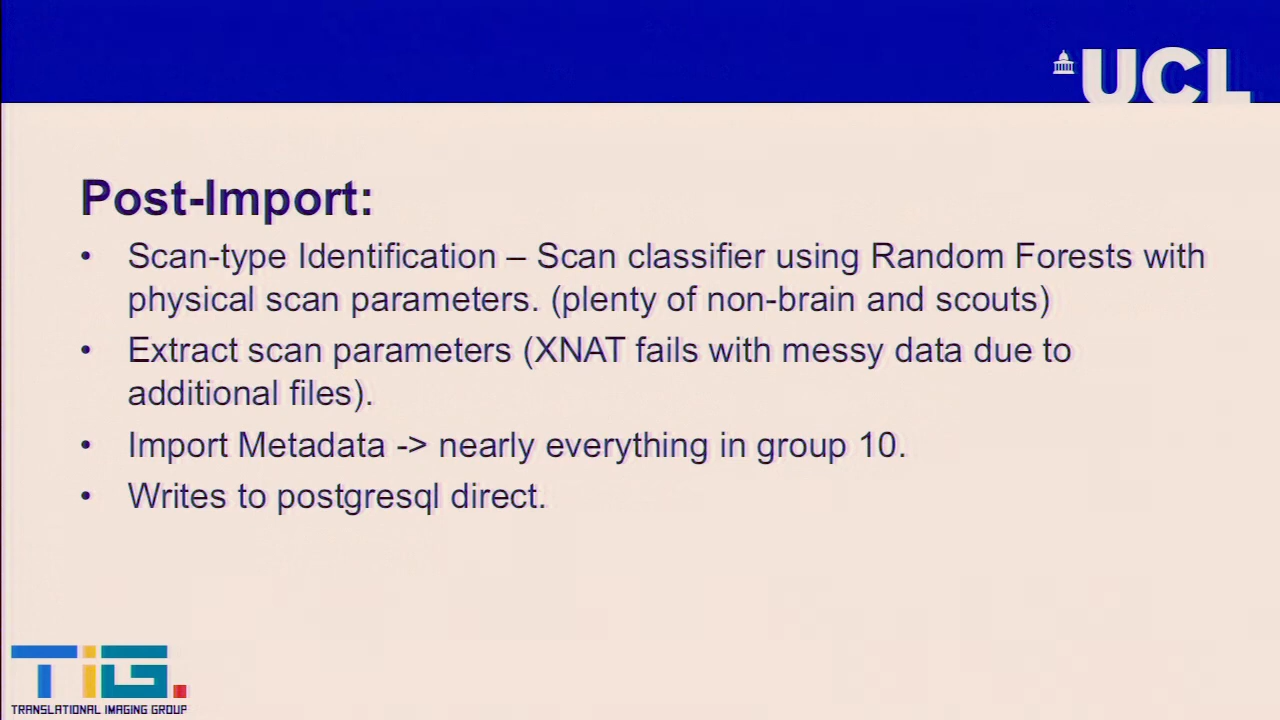 UCL
Post-Import:
• Scan-type Identification – Scan classifier using Random Forests with
physical scan parameters. (plenty of non-brain and scouts)
• Extract scan parameters (XNAT fails with messy data due to
additional files).
• Import Metadata -> nearly everything in group 10.
• Writes to postgresql direct.
TiG.
TRANSLATIONAL IMAGING GROUP